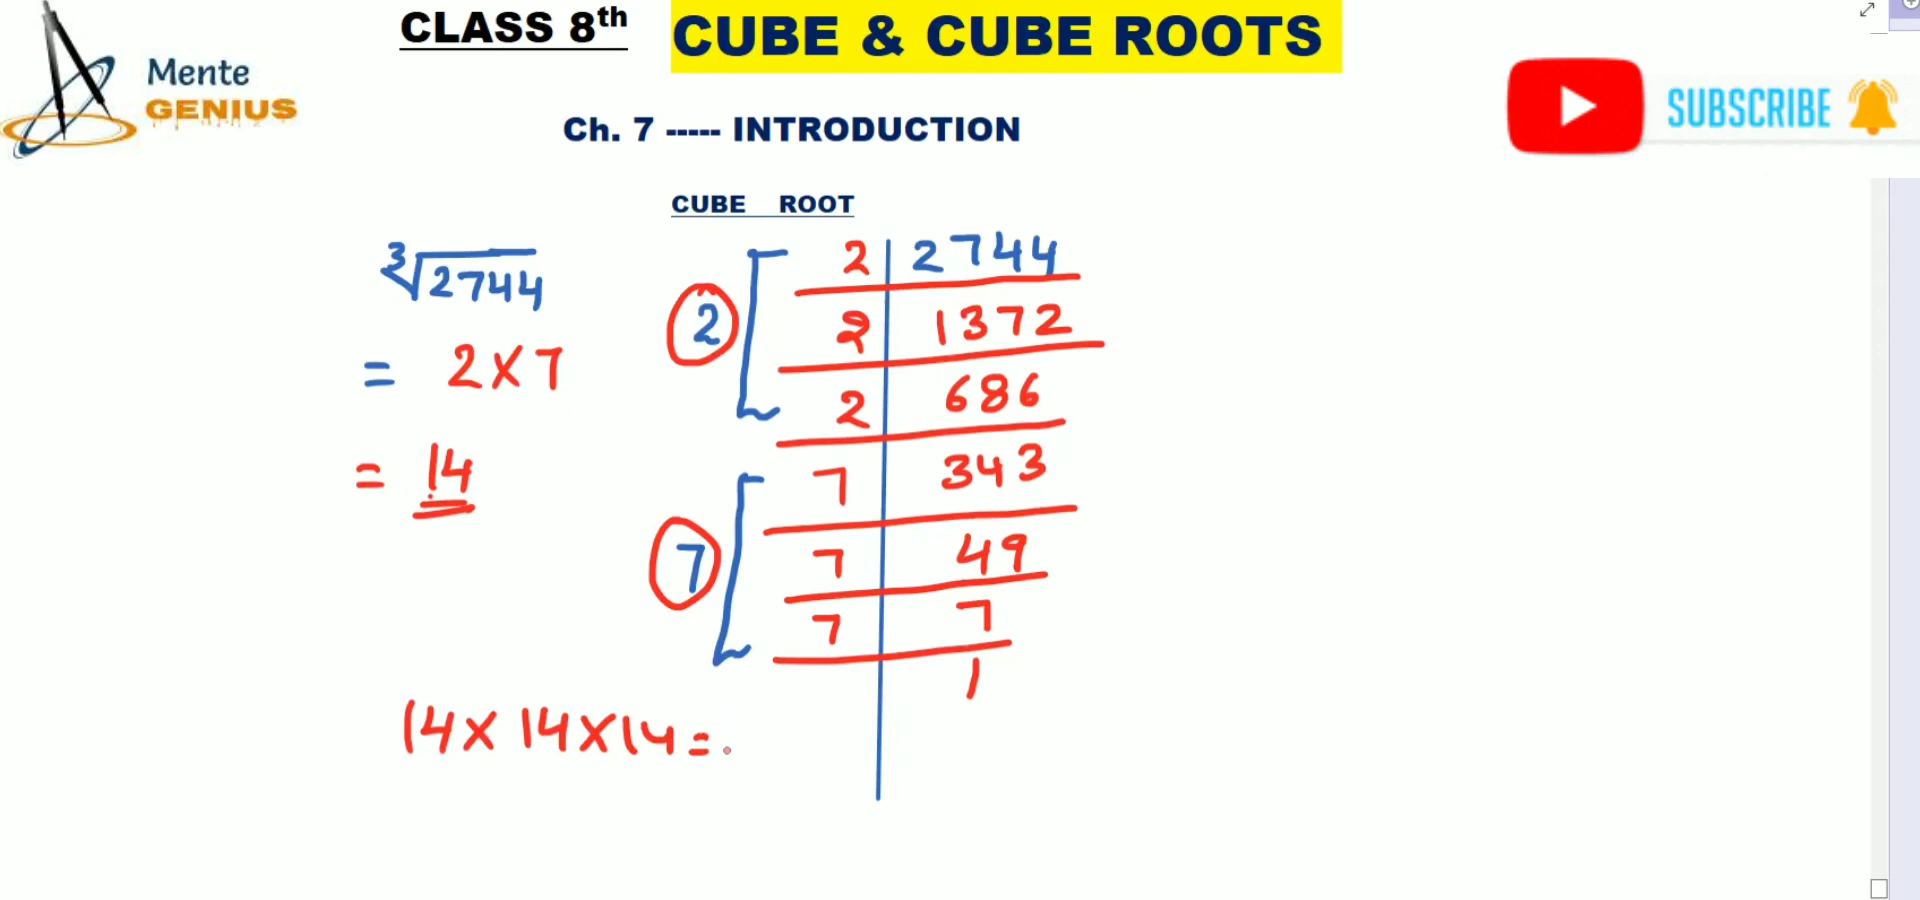 CLASS 8th CUBE & CUBE ROOTS
Mente
GENIUS
SUBSCRIBE
Ch. 7 ----- INTRODUCTION
CUBE ROOT
∛2744
= 2×7
= 14
2 | 2744
2 | 1372
2 | 686
7 | 343
7 | 49
7 | 7
1
2
7
14× 14×14=